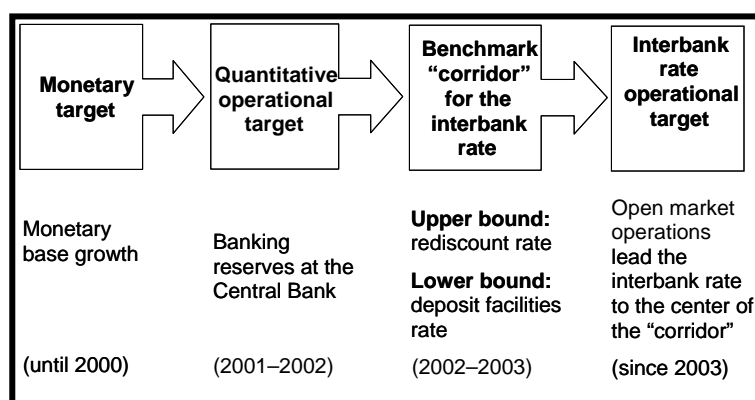 Monetary
target
Quantitative
operational
target
Benchmark
“corridor”
for the
interbank
rate
Interbank
rate
operational
target
Monetary
base growth
(until 2000)
Banking
reserves at the
Central Bank
(2001–2002)
Upper bound:
rediscount rate
Lower bound:
deposit facilities
rate
(2002–2003)
Open market
operations
lead the
interbank rate
to the center of
the “corridor”
(since 2003)